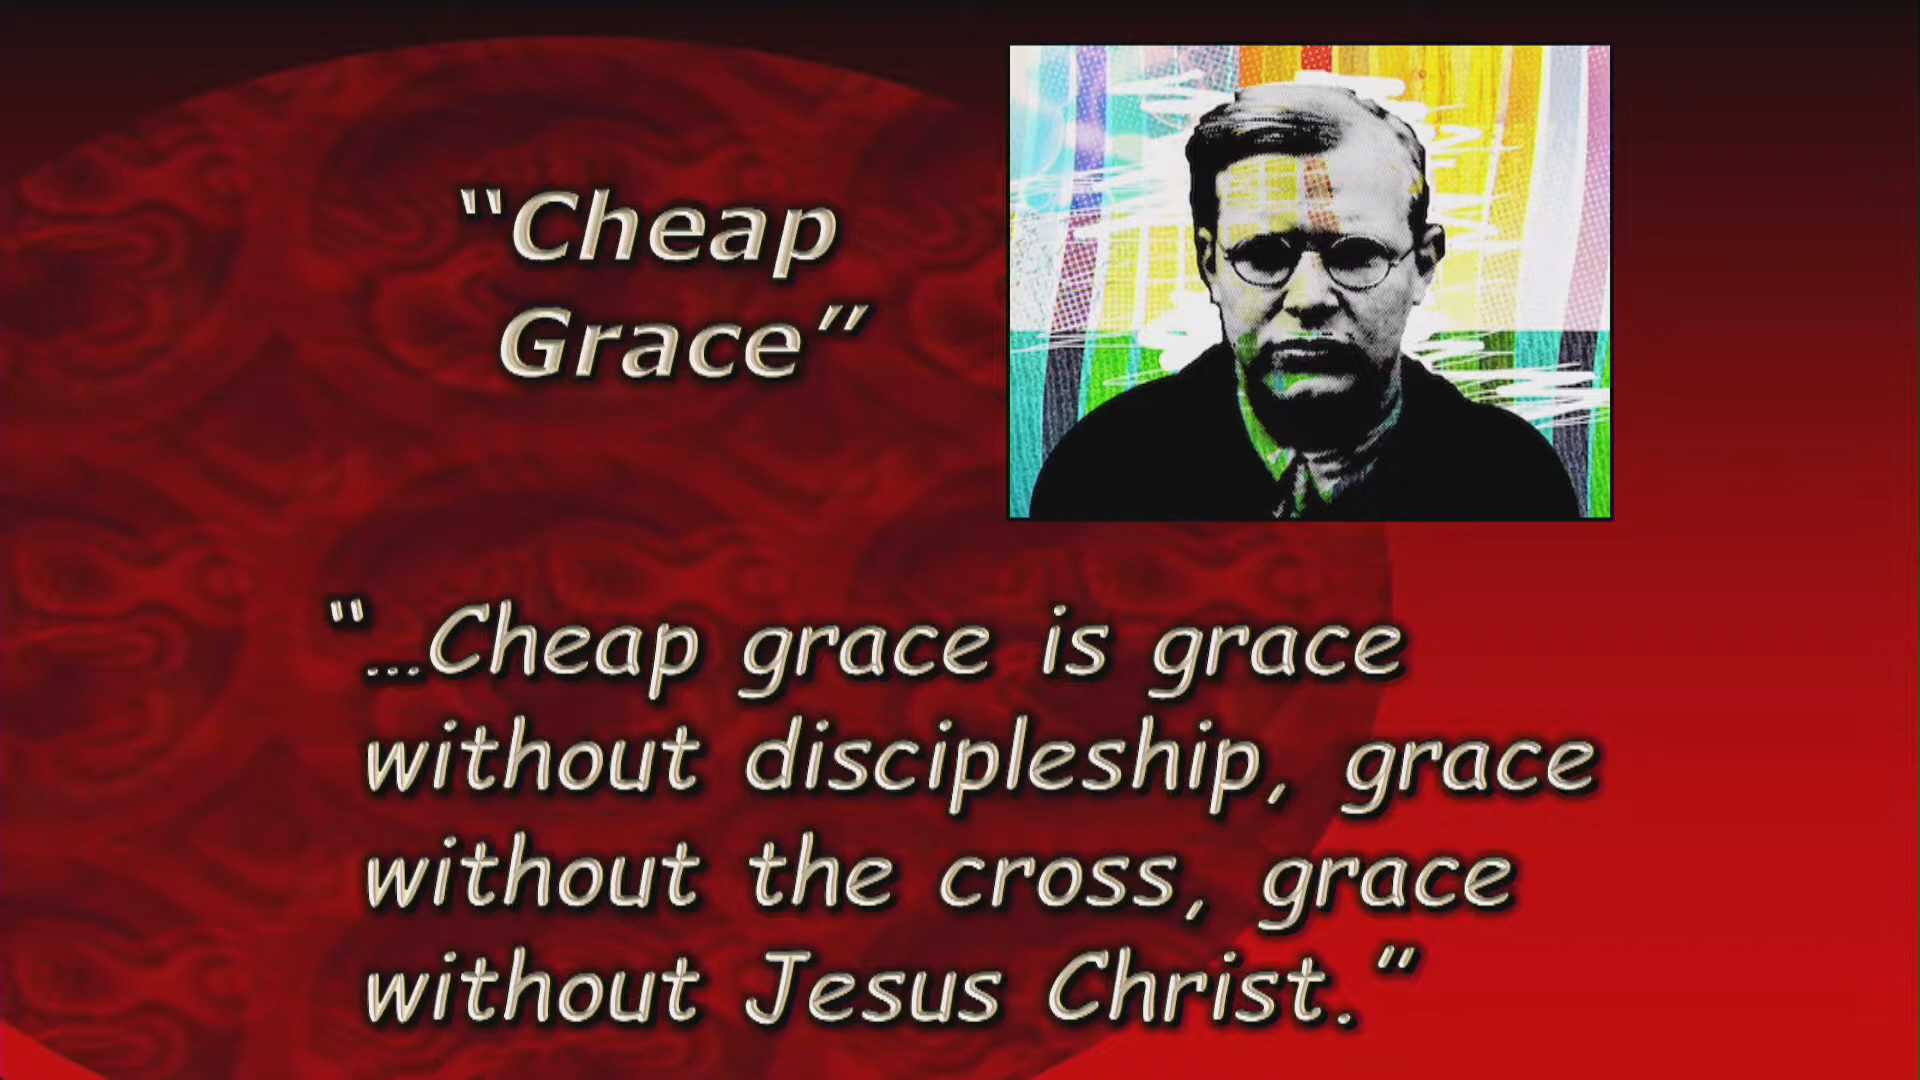 “Cheap
Grace”
“…Cheap grace is grace
without discipleship, grace
without the cross, grace
without Jesus Christ.”